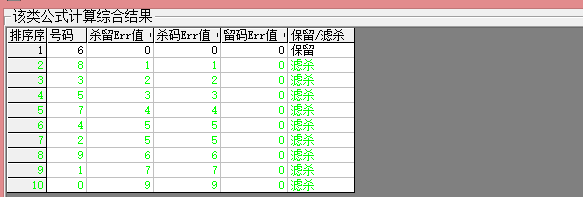 该类公式计算综合结果
排序序 号码 杀留Err值 杀码Err值 留码Err值 保留/滤杀
1 6 0 0 0 保留
2 8 1 1 0 滤杀
3 3 2 2 0 滤杀
4 5 3 3 0 滤杀
5 7 4 4 0 滤杀
6 4 5 5 0 滤杀
7 2 5 5 0 滤杀
8 9 6 6 0 滤杀
9 1 7 7 0 滤杀
10 0 9 9 0 滤杀